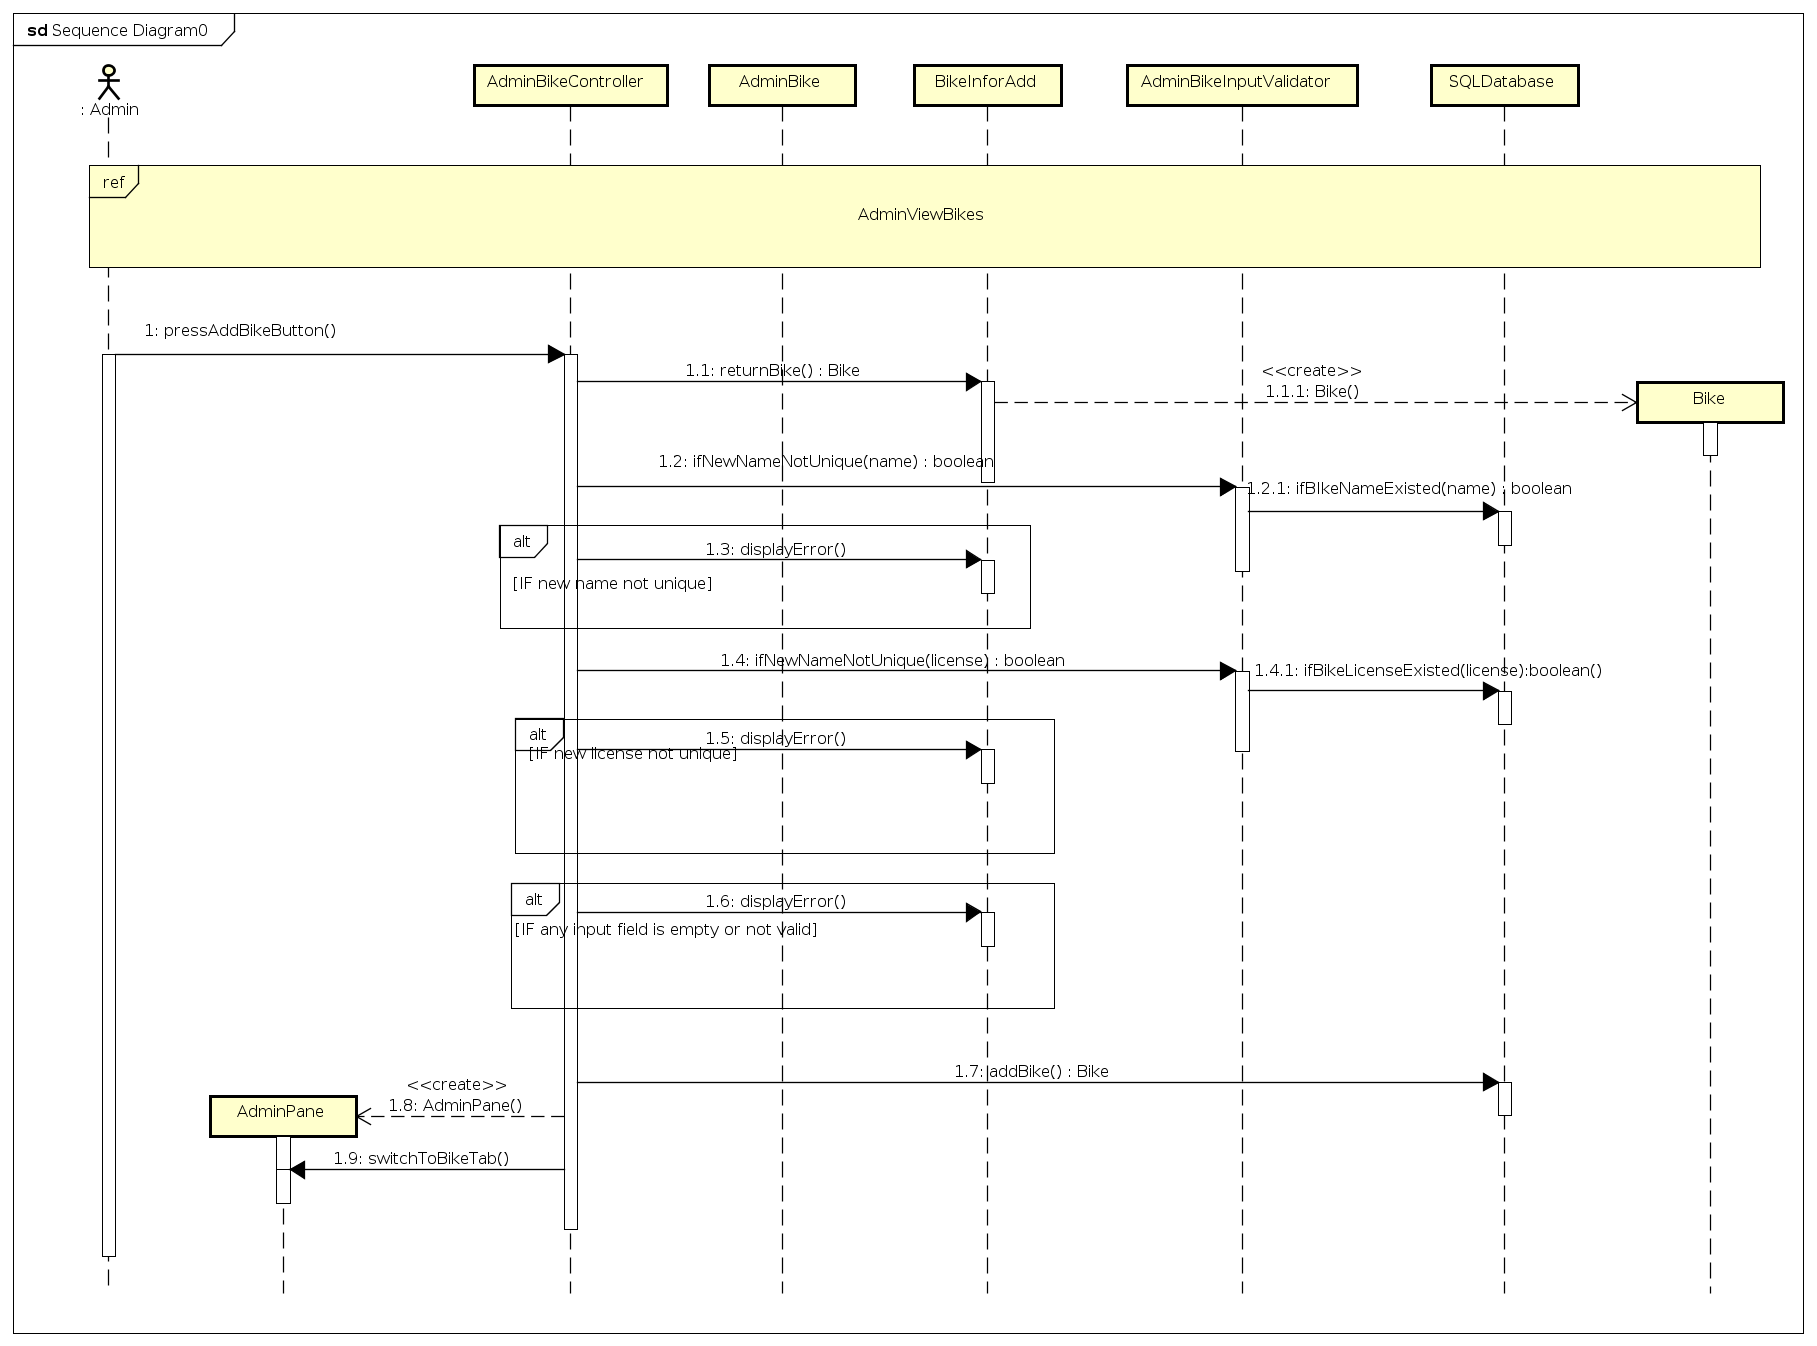 sd Sequence Diagram0
: Admin
AdminBikeController
AdminBike
BikeInforAdd
AdminBikeInputValidator
SQLDatabase
ref
AdminViewBikes
1: pressAddBikeButton()
1.1: returnBike() : Bike
<<create>>
1.1.1: Bike()
Bike
1.2: ifNewNameNotUnique(name) : boolean
1.2.1: ifBIkeNameExisted(name) : boolean
alt
1.3: displayError()
[IF new name not unique]
1.4: ifNewNameNotUnique(license) : boolean
1.4.1: ifBikeLicenseExisted(license):boolean()
alt
1.5: displayError()
[IF new license not unique]
alt
1.6: displayError()
[IF any input field is empty or not valid]
1.7: addBike() : Bike
<<create>>
1.8: AdminPane()
AdminPane
1.9: switchToBikeTab()